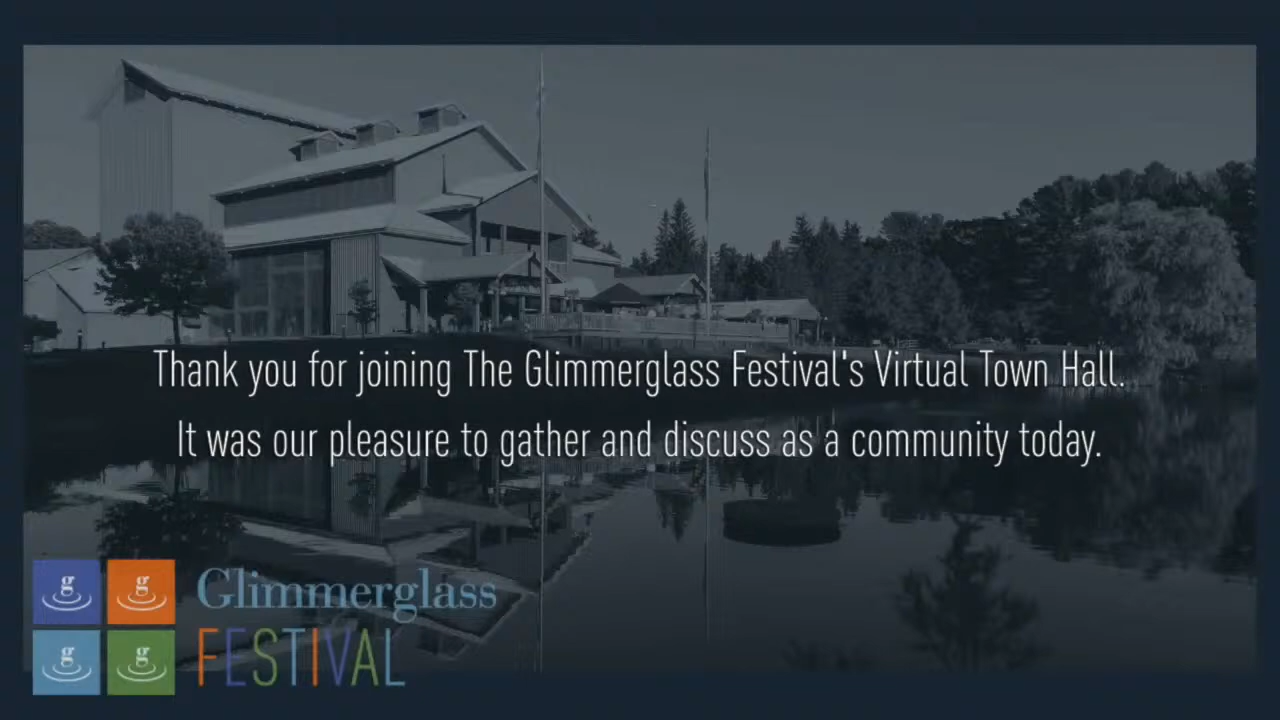 Thank you for joining The Glimmerglass Festival's Virtual Town Hall.
It was our pleasure to gather and discuss as a community today.
g g Glimmerglass
g g FESTIVAL